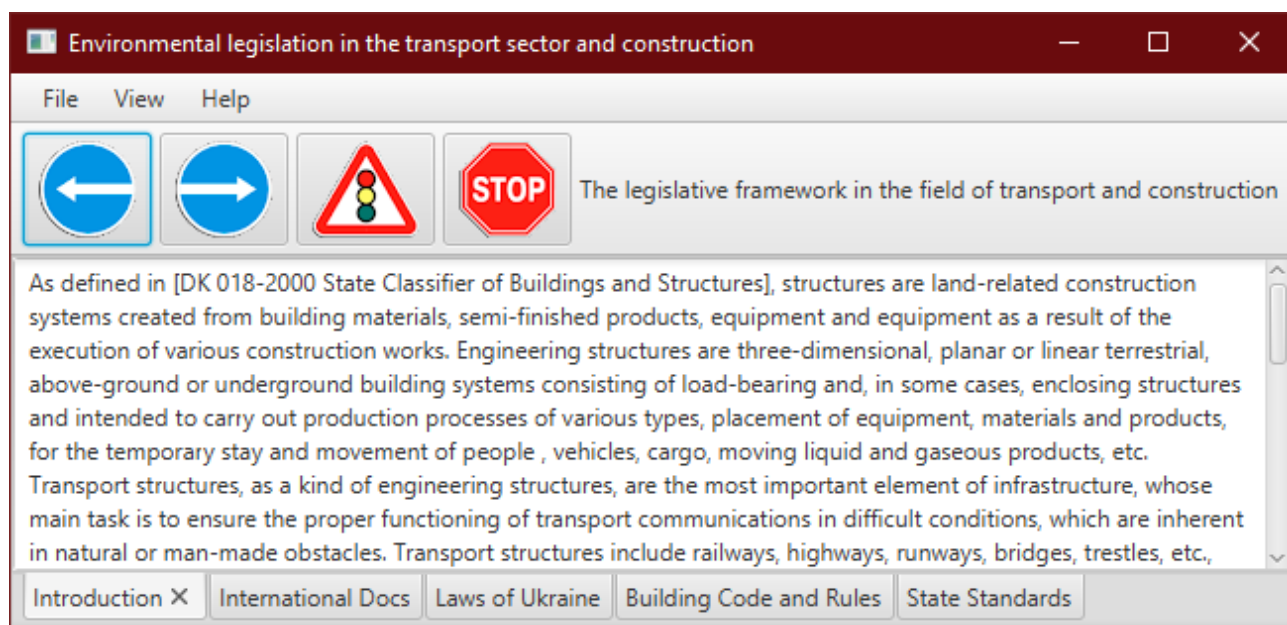 Environmental legislation in the transport sector and construction
File View Help
STOP The legislative framework in the field of transport and construction
As defined in [DK 018-2000 State Classifier of Buildings and Structures], structures are land-related construction
systems created from building materials, semi-finished products, equipment and equipment as a result of the
execution of various construction works. Engineering structures are three-dimensional, planar or linear terrestrial,
above-ground or underground building systems consisting of load-bearing and, in some cases, enclosing structures
and intended to carry out production processes of various types, placement of equipment, materials and products,
for the temporary stay and movement of people , vehicles, cargo, moving liquid and gaseous products, etc.
Transport structures, as a kind of engineering structures, are the most important element of infrastructure, whose
main task is to ensure the proper functioning of transport communications in difficult conditions, which are inherent
in natural or man-made obstacles. Transport structures include railways, highways, runways, bridges, trestles, etc.,
Introduction International Docs Laws of Ukraine Building Code and Rules State Standards